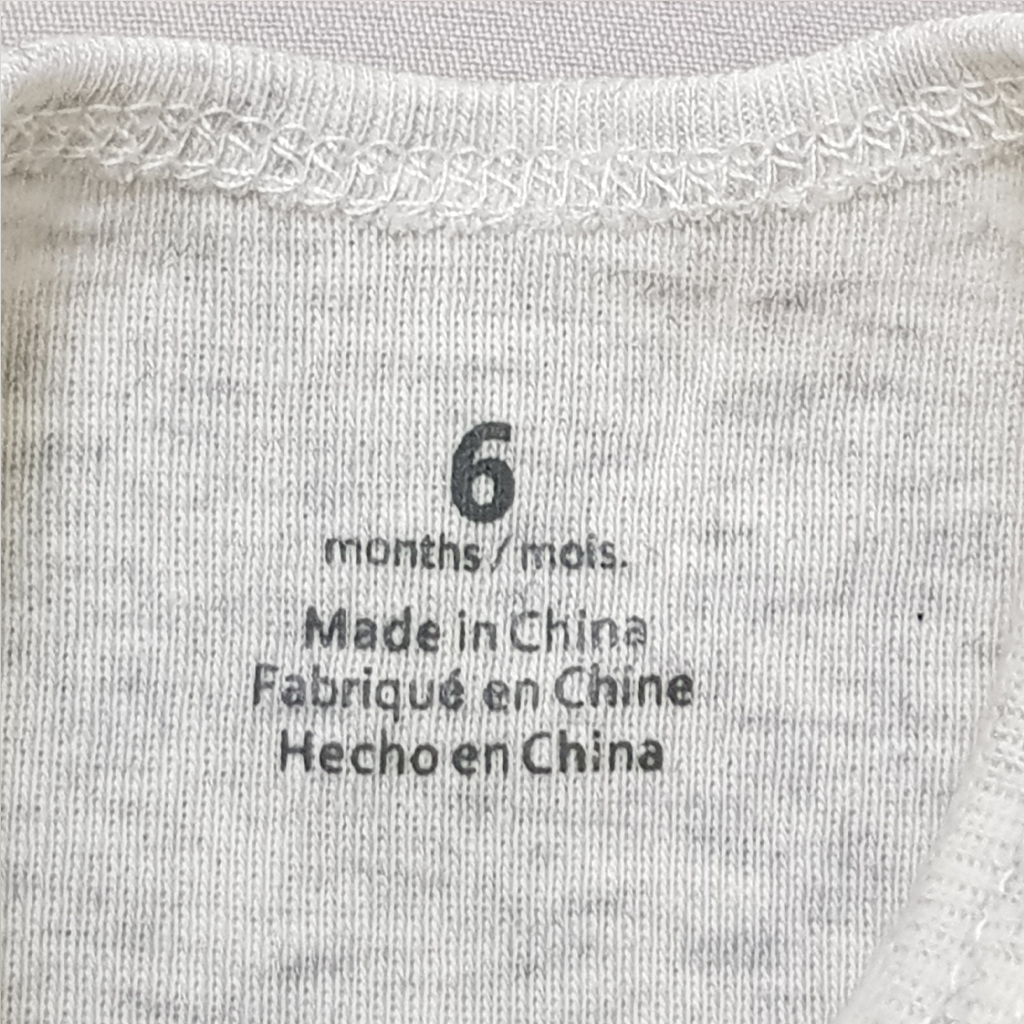 6
months / mois.
Made in China
Fabriqué en Chine
Hecho en China